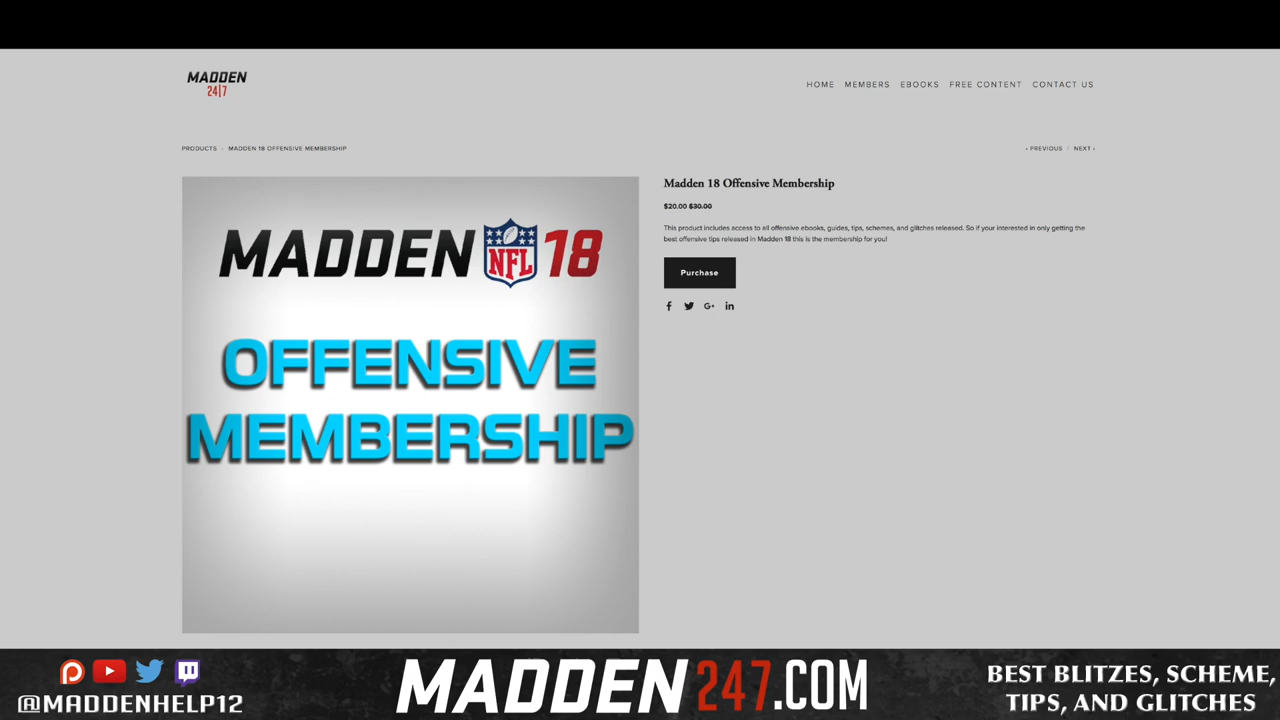 MADDEN
24|7
HOME MEMBERS EBOOKS FREE CONTENT CONTACT US
PRODUCTS › MADDEN 18 OFFENSIVE MEMBERSHIP
‹ PREVIOUS | NEXT ›
MADDEN NFL 18
OFFENSIVE
MEMBERSHIP
Madden 18 Offensive Membership
$20.00 $30.00
This product includes access to all offensive ebooks, guides, tips, schemes, and glitches released. So if your interested in only getting the
best offensive tips released in Madden 18 this is the membership for you!
Purchase
@MADDENHELP12
MADDEN247.COM
BEST BLITZES, SCHEME,
TIPS, AND GLITCHES